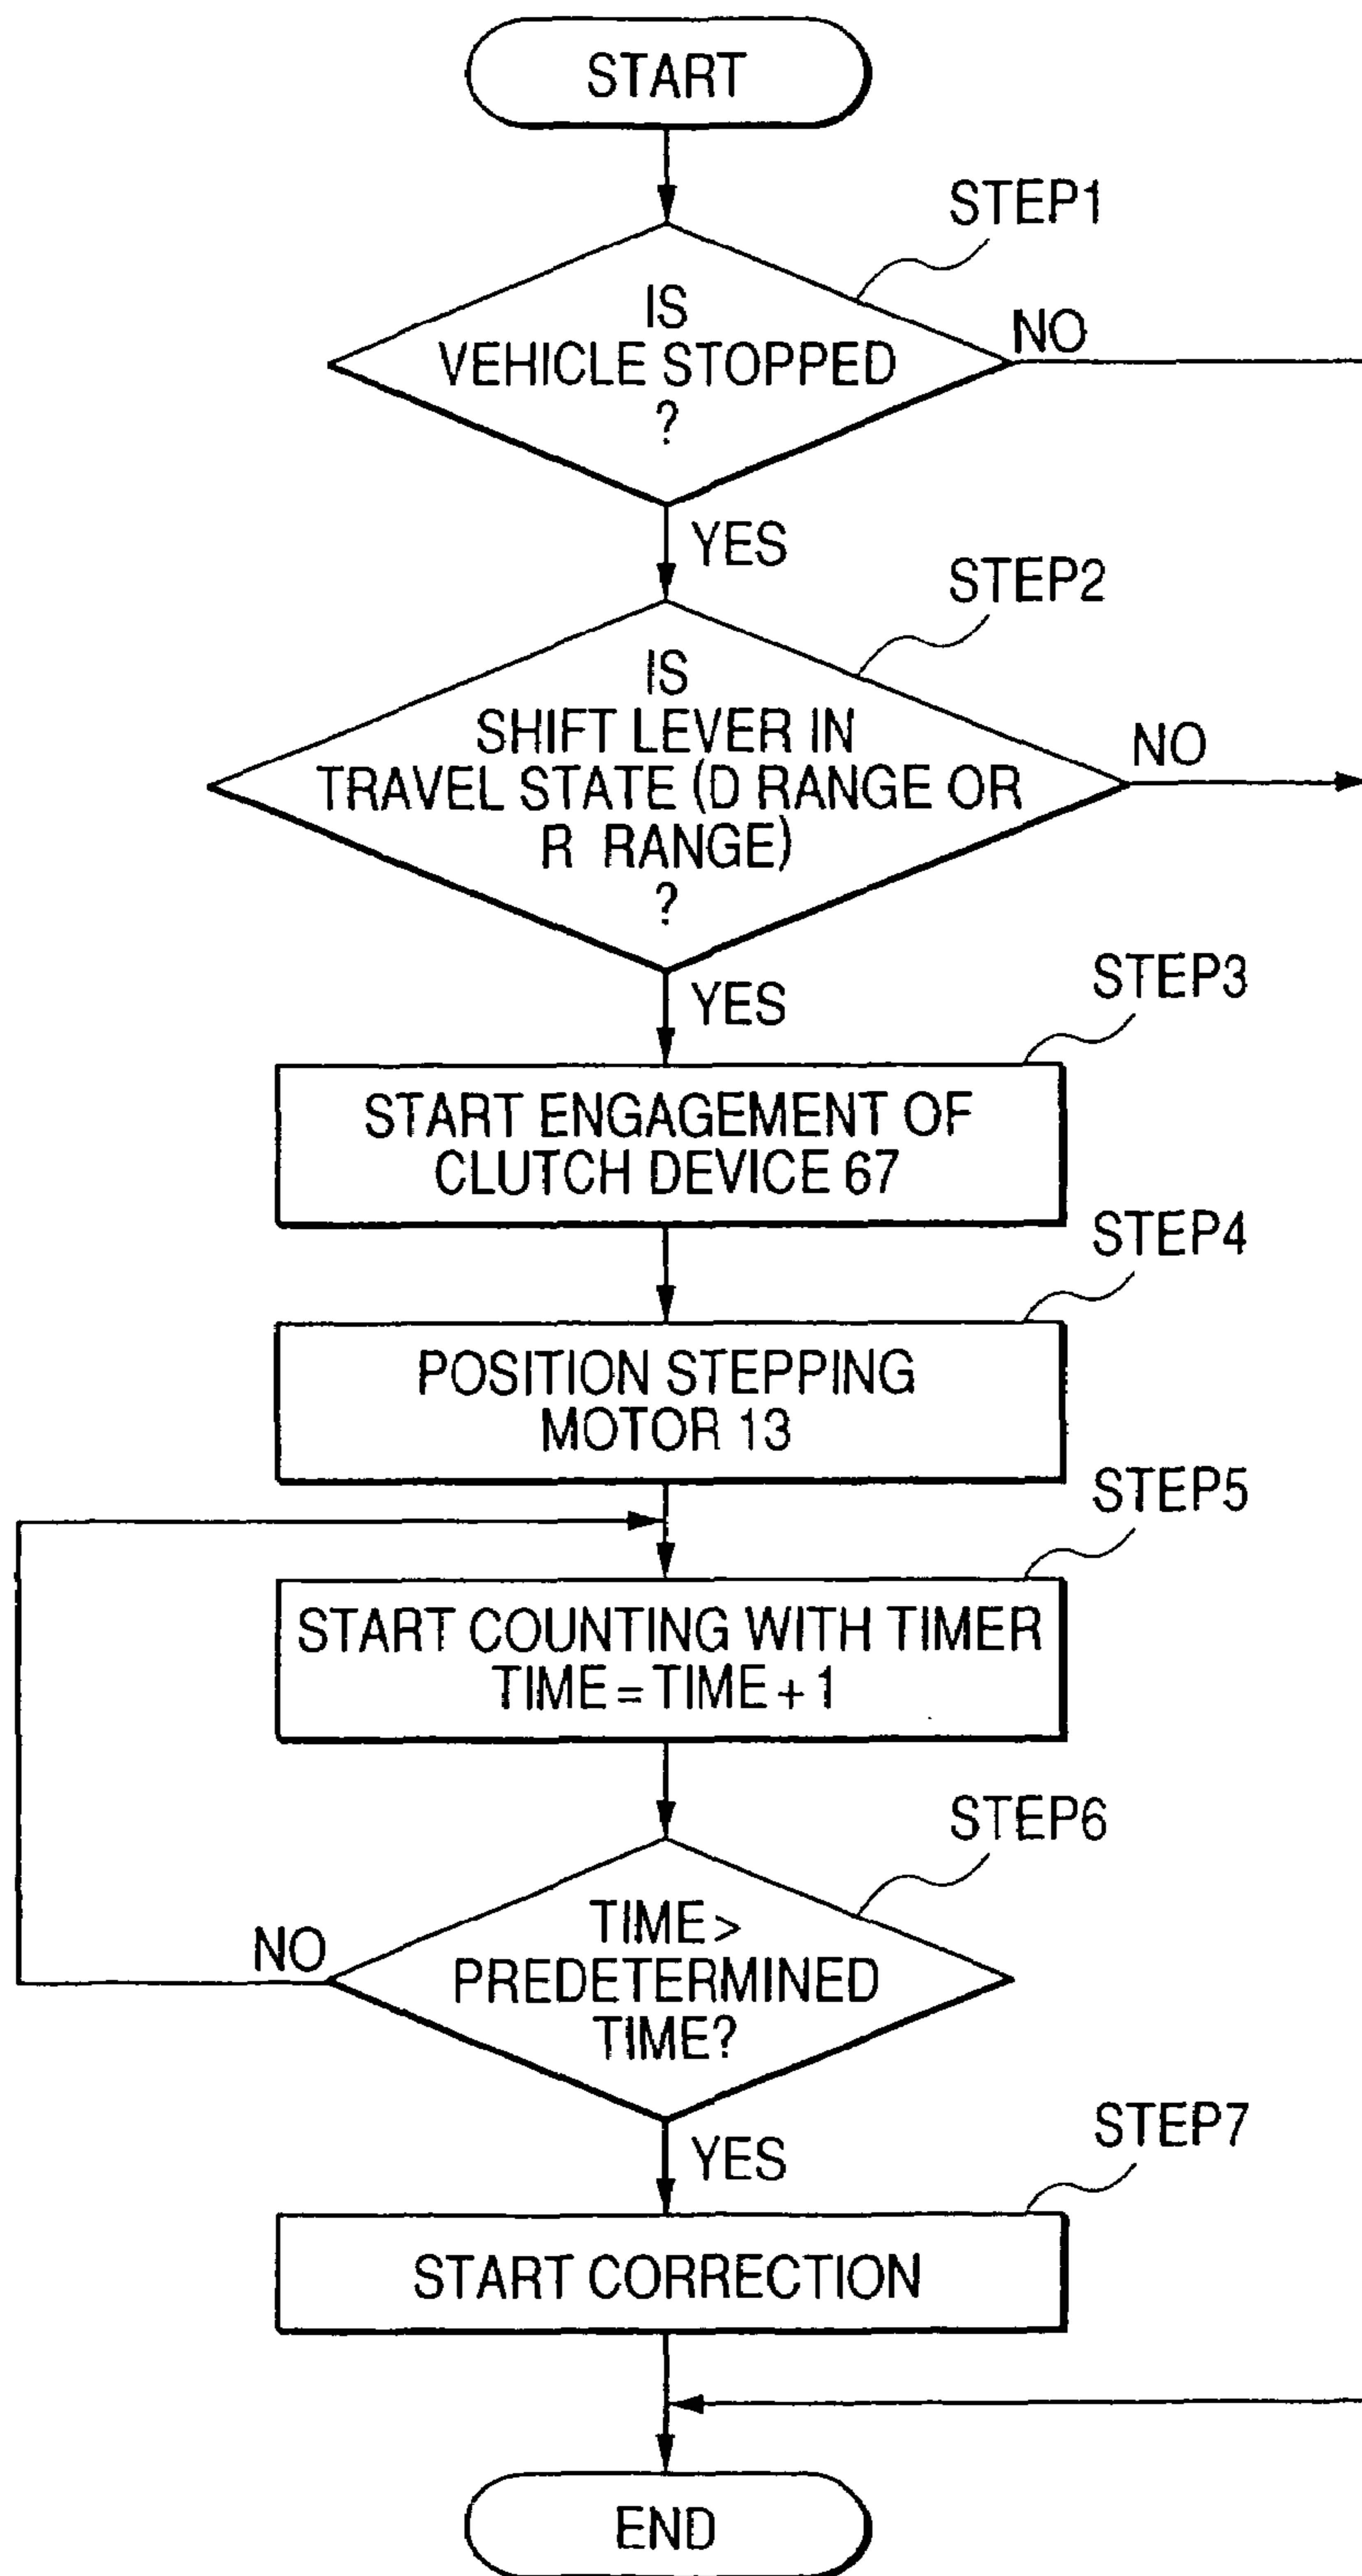 START
STEP1
IS
VEHICLE STOPPED
?
NO
YES
STEP2
IS
SHIFT LEVER IN
TRAVEL STATE (D RANGE OR
R RANGE)
?
NO
YES
STEP3
START ENGAGEMENT OF
CLUTCH DEVICE 67
STEP4
POSITION STEPPING
MOTOR 13
STEP5
START COUNTING WITH TIMER
TIME = TIME + 1
STEP6
TIME >
PREDETERMINED
TIME?
NO
YES
STEP7
START CORRECTION
END